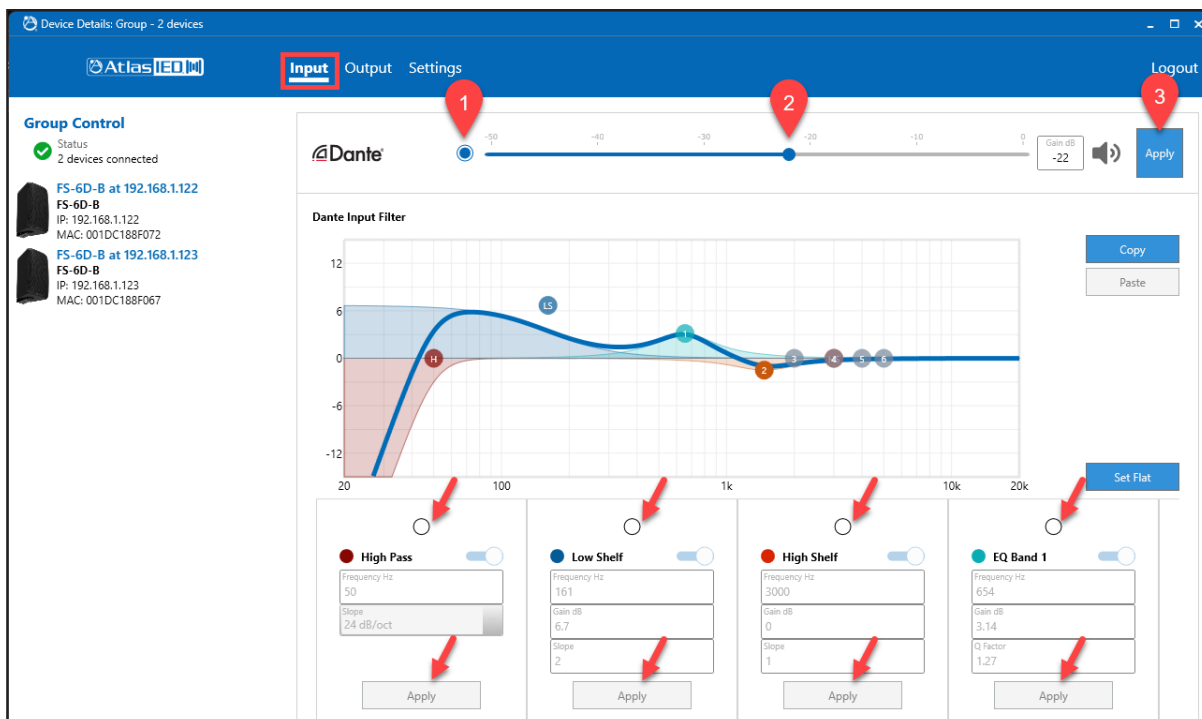 Device Details: Group - 2 devices
Atlas IED
Input Output Settings
Logout
1
2
3
Group Control
Status
2 devices connected
FS-6D-B at 192.168.1.122
FS-6D-B
IP: 192.168.1.122
MAC: 001DC188F072
FS-6D-B at 192.168.1.123
FS-6D-B
IP: 192.168.1.123
MAC: 001DC188F067
Dante
-50 -40 -30 -20 -10 0
Gain dB
-22
Apply
Dante Input Filter
Copy
Paste
12
6
0
-6
-12
LS
H
1
2
3
4
5
6
20 100 1k 10k 20k
Set Flat
High Pass
Frequency Hz
50
Slope
24 dB/oct
Apply
Low Shelf
Frequency Hz
161
Gain dB
6.7
Slope
2
Apply
High Shelf
Frequency Hz
3000
Gain dB
0
Slope
1
Apply
EQ Band 1
Frequency Hz
654
Gain dB
3.14
Q Factor
1.27
Apply